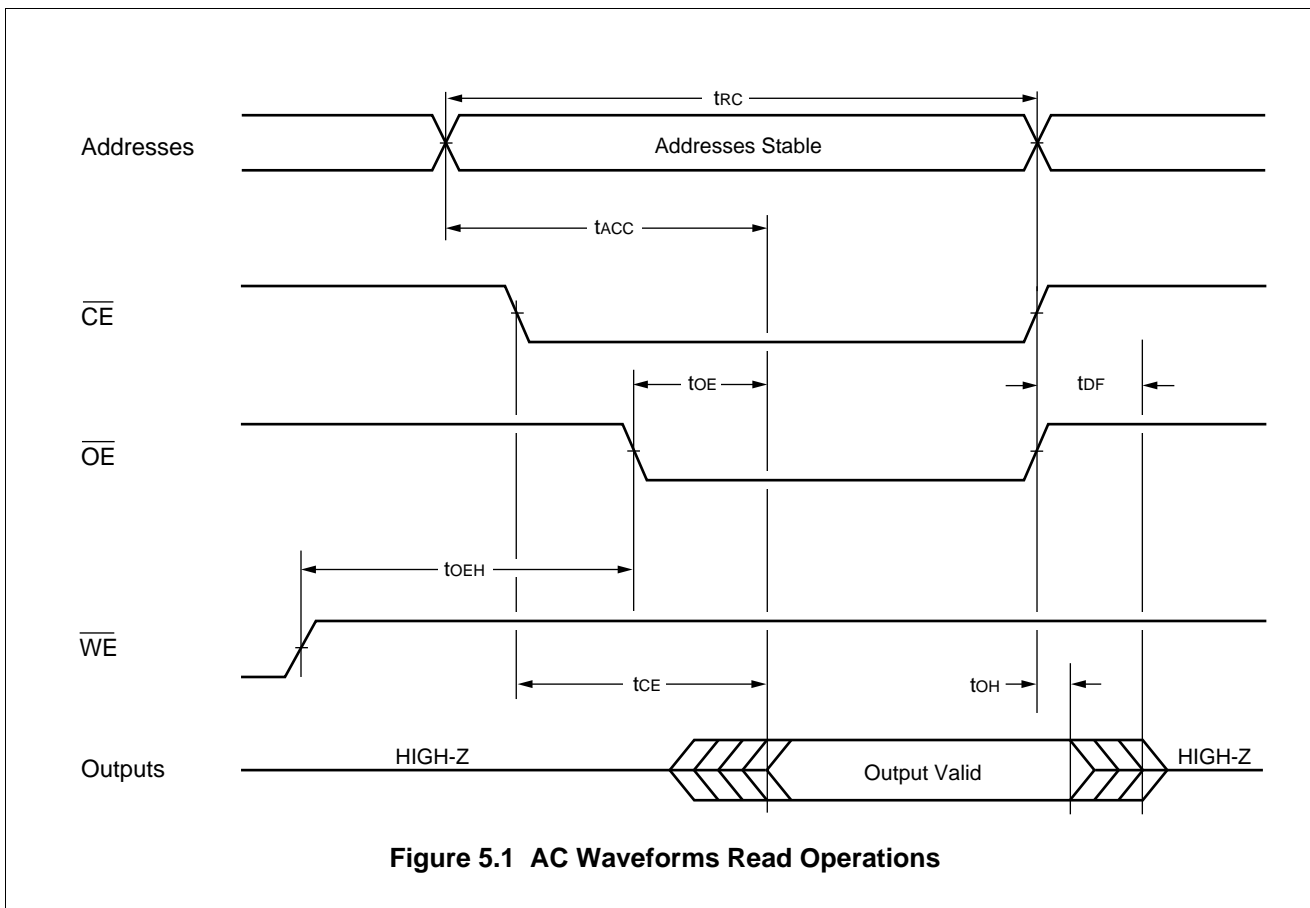 tRC
Addresses
Addresses Stable
tACC
CE
tOE
tDF
OE
tOEH
WE
tCE
tOH
HIGH-Z
Outputs
Output Valid
HIGH-Z
Figure 5.1 AC Waveforms Read Operations